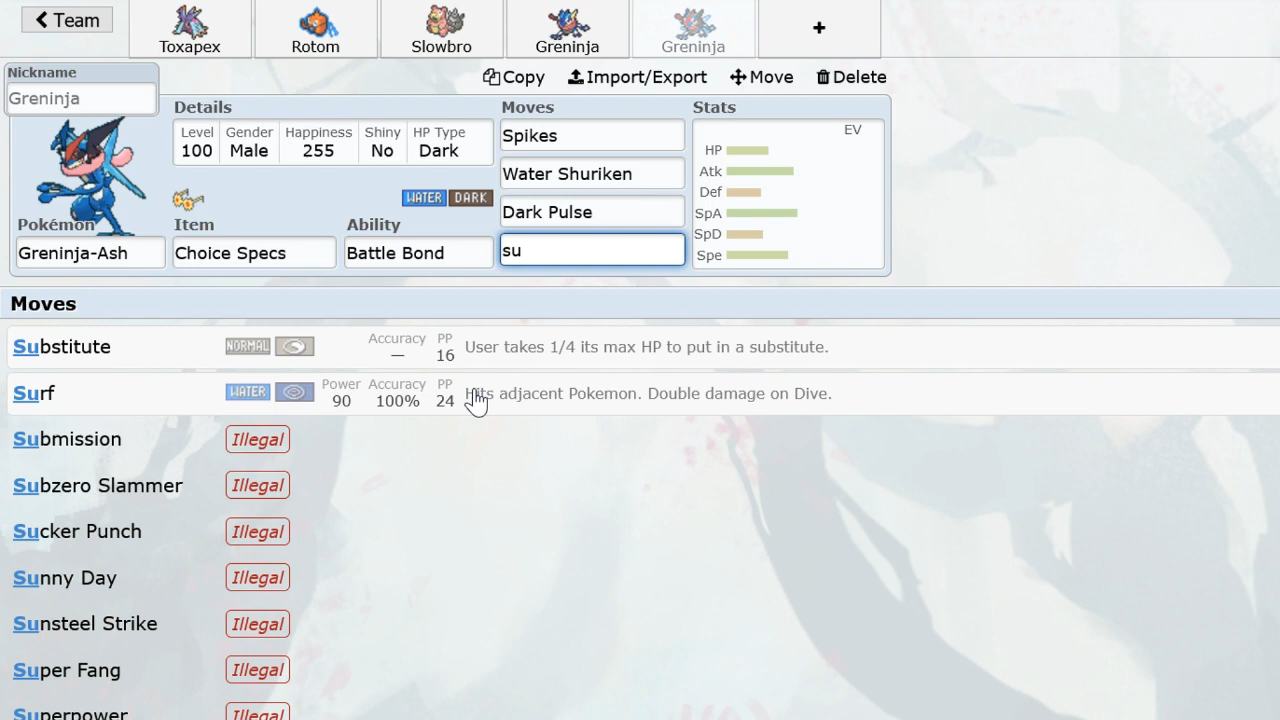 Team
Toxapex
Rotom
Slowbro
Greninja
Greninja
+
Nickname
Greninja
Copy
Import/Export
Move
Delete
Details
Moves
Stats
Level
100
Gender
Male
Happiness
255
Shiny
No
HP Type
Dark
WATER DARK
Pokémon
Greninja-Ash
Item
Choice Specs
Ability
Battle Bond
Spikes
Water Shuriken
Dark Pulse
su
EV
HP
Atk
Def
SpA
SpD
Spe
Moves
Substitute NORMAL Accuracy — PP 16 User takes 1/4 its max HP to put in a substitute.
Surf WATER Power 90 Accuracy 100% PP 24 Hits adjacent Pokemon. Double damage on Dive.
Submission Illegal
Subzero Slammer Illegal
Sucker Punch Illegal
Sunny Day Illegal
Sunsteel Strike Illegal
Super Fang Illegal
Superpower Illegal